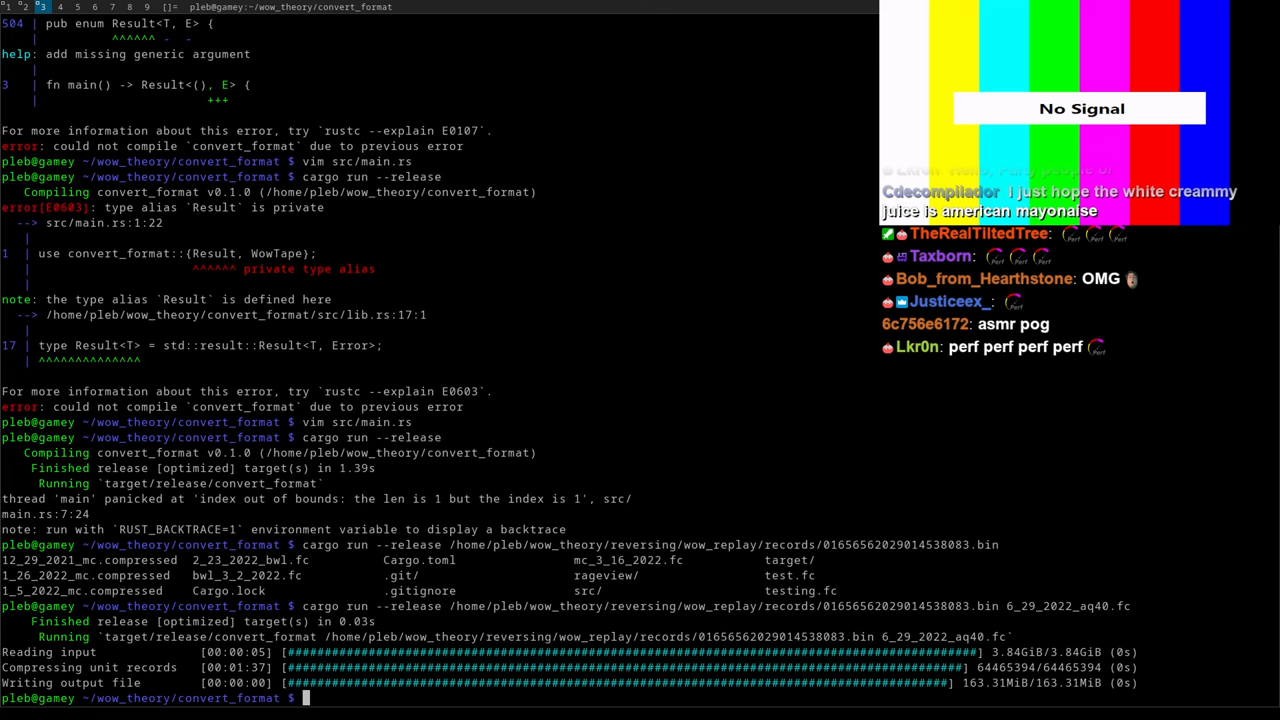 1 2 3 4 5 6 7 8 9 []= pleb@gamey:~/wow_theory/convert_format
504 | pub enum Result<T, E> {
| ^^^^^^ - -
help: add missing generic argument
|
3 | fn main() -> Result<(), E> {
| +++
For more information about this error, try `rustc --explain E0107`.
error: could not compile `convert_format` due to previous error
pleb@gamey ~/wow_theory/convert_format $ vim src/main.rs
pleb@gamey ~/wow_theory/convert_format $ cargo run --release
Compiling convert_format v0.1.0 (/home/pleb/wow_theory/convert_format)
error[E0603]: type alias `Result` is private
--> src/main.rs:1:22
|
1 | use convert_format::{Result, WowTape};
| ^^^^^^ private type alias
|
note: the type alias `Result` is defined here
--> /home/pleb/wow_theory/convert_format/src/lib.rs:17:1
|
17 | type Result<T> = std::result::Result<T, Error>;
| ^^^^^^^^^^^^^^
For more information about this error, try `rustc --explain E0603`.
error: could not compile `convert_format` due to previous error
pleb@gamey ~/wow_theory/convert_format $ vim src/main.rs
pleb@gamey ~/wow_theory/convert_format $ cargo run --release
Compiling convert_format v0.1.0 (/home/pleb/wow_theory/convert_format)
Finished release [optimized] target(s) in 1.39s
Running `target/release/convert_format`
thread 'main' panicked at 'index out of bounds: the len is 1 but the index is 1', src/
main.rs:7:24
note: run with `RUST_BACKTRACE=1` environment variable to display a backtrace
pleb@gamey ~/wow_theory/convert_format $ cargo run --release /home/pleb/wow_theory/reversing/wow_replay/records/01656562029014538083.bin
12_29_2021_mc.compressed 2_23_2022_bwl.fc Cargo.toml mc_3_16_2022.fc target/
1_26_2022_mc.compressed bwl_3_2_2022.fc .git/ rageview/ test.fc
1_5_2022_mc.compressed Cargo.lock .gitignore src/ testing.fc
pleb@gamey ~/wow_theory/convert_format $ cargo run --release /home/pleb/wow_theory/reversing/wow_replay/records/01656562029014538083.bin 6_29_2022_aq40.fc
Finished release [optimized] target(s) in 0.03s
Running `target/release/convert_format /home/pleb/wow_theory/reversing/wow_replay/records/01656562029014538083.bin 6_29_2022_aq40.fc`
Reading input [00:00:05] [##########] 3.84GiB/3.84GiB (0s)
Compressing unit records [00:01:37] [##########] 64465394/64465394 (0s)
Writing output file [00:00:00] [##########] 163.31MiB/163.31MiB (0s)
pleb@gamey ~/wow_theory/convert_format $
No Signal
Cdecompilador I just hope the white creammy
juice is american mayonaise
TheRealTiltedTree: Perf Perf Perf
Taxborn: Perf Perf Perf
Bob_from_Hearthstone: OMG
Justiceex_: Perf
6c756e6172: asmr pog
Lkr0n: perf perf perf perf Perf